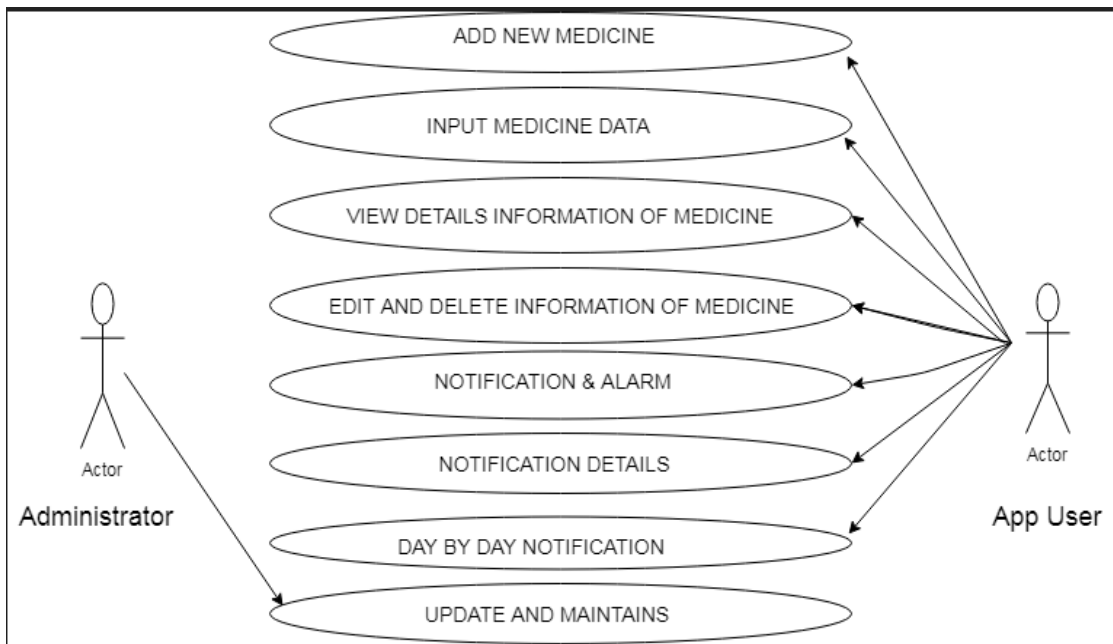 ADD NEW MEDICINE
INPUT MEDICINE DATA
VIEW DETAILS INFORMATION OF MEDICINE
EDIT AND DELETE INFORMATION OF MEDICINE
NOTIFICATION & ALARM
NOTIFICATION DETAILS
DAY BY DAY NOTIFICATION
UPDATE AND MAINTAINS
Actor
Administrator
Actor
App User